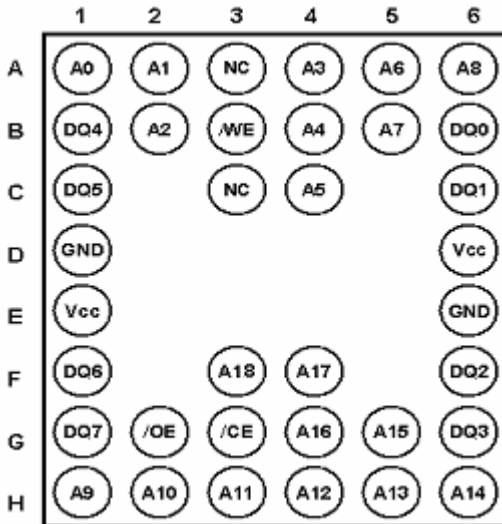 1 2 3 4 5 6
A A0 A1 NC A3 A6 A8
B DQ4 A2 /WE A4 A7 DQ0
C DQ5 NC A5 DQ1
D GND Vcc
E Vcc GND
F DQ6 A18 A17 DQ2
G DQ7 /OE /CE A16 A15 DQ3
H A9 A10 A11 A12 A13 A14